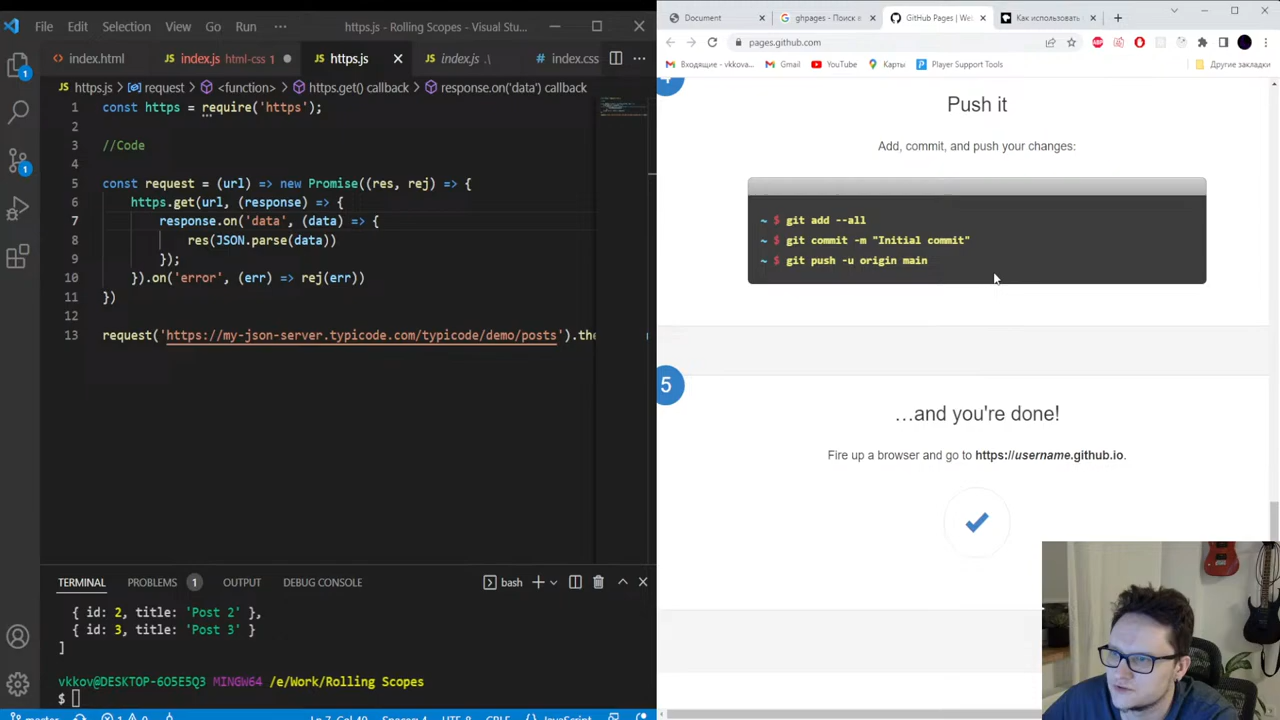 File Edit Selection View Go Run ··· https.js - Rolling Scopes - Visual Stu...
index.html
index.js html-css 1
https.js
index.js .\
index.css
https.js > request > <function> > https.get() callback > response.on('data') callback
1 const https = require('https');
2
3 //Code
4
5 const request = (url) => new Promise((res, rej) => {
6 https.get(url, (response) => {
7 response.on('data', (data) => {
8 res(JSON.parse(data))
9 });
10 }).on('error', (err) => rej(err))
11 })
12
13 request('https://my-json-server.typicode.com/typicode/demo/posts').the
TERMINAL PROBLEMS 1 OUTPUT DEBUG CONSOLE bash
{ id: 2, title: 'Post 2' },
{ id: 3, title: 'Post 3' }
]
vkkov@DESKTOP-6O5E5Q3 MINGW64 /e/Work/Rolling Scopes
$
Document
ghpages - Поиск в
GitHub Pages | Web
Как использовать
pages.github.com
Входящие - vkkova... Gmail YouTube Карты Player Support Tools Другие закладки
Push it
Add, commit, and push your changes:
~ $ git add --all
~ $ git commit -m "Initial commit"
~ $ git push -u origin main
5
…and you're done!
Fire up a browser and go to https://username.github.io.